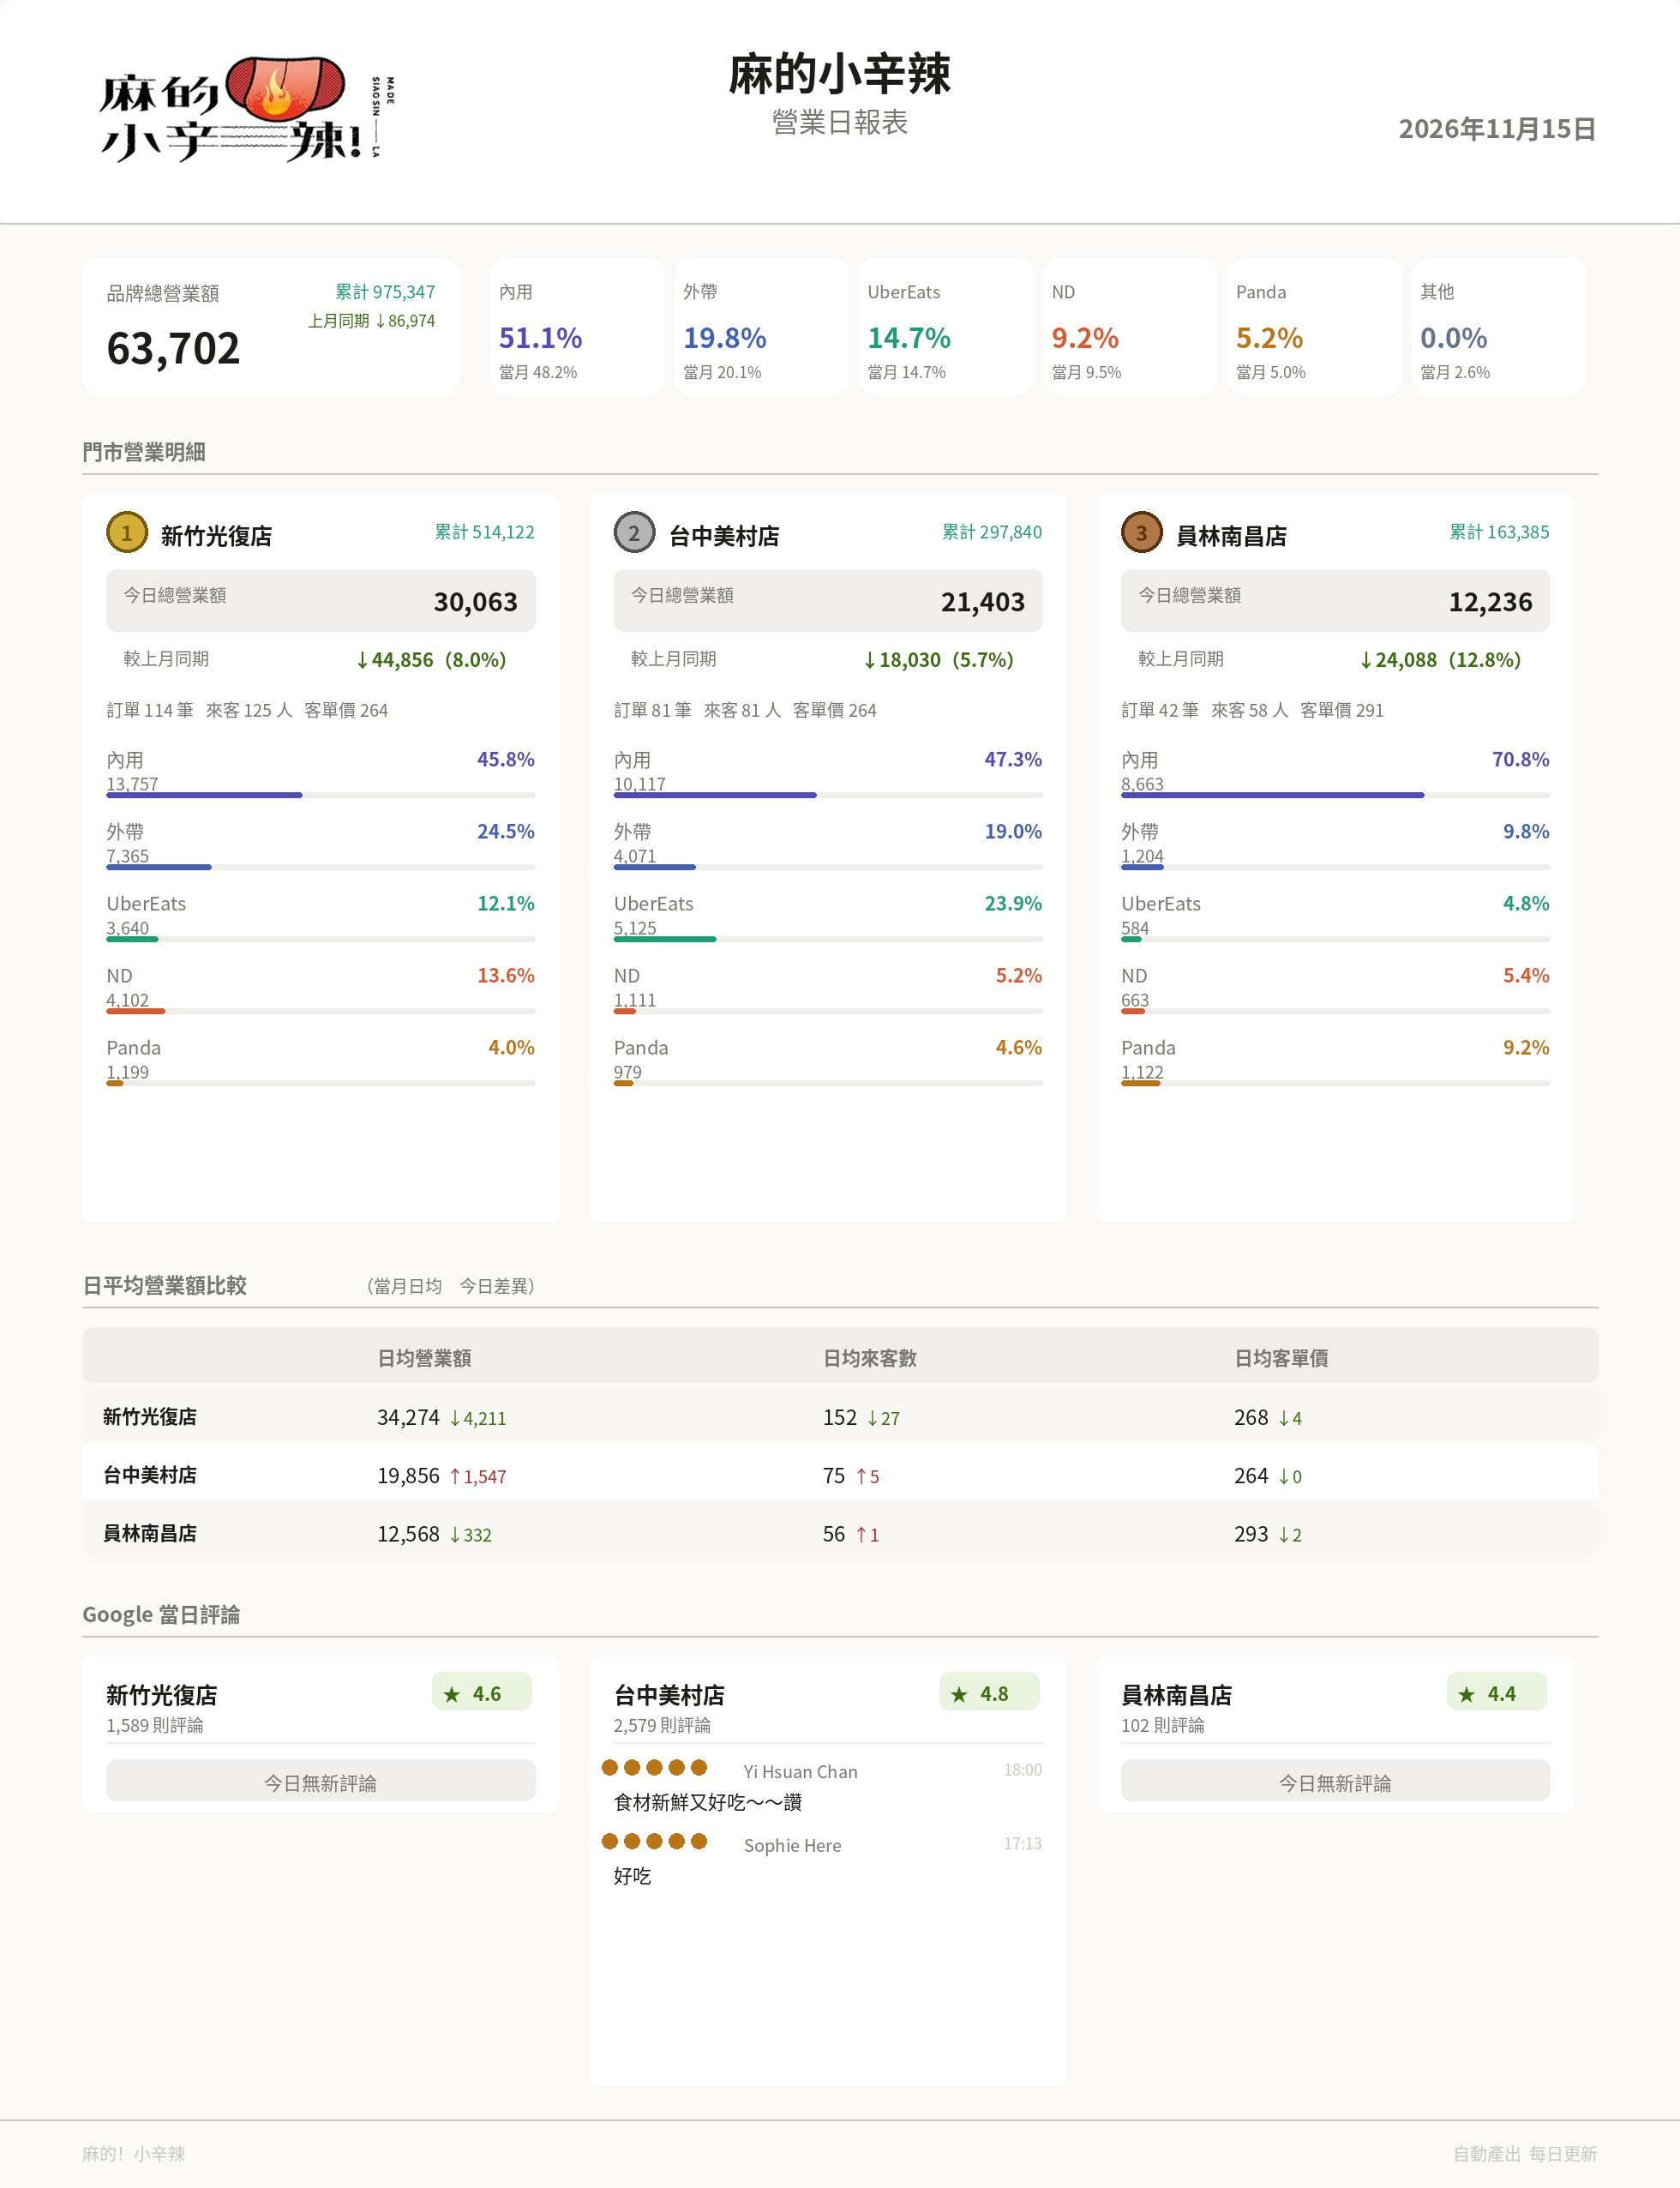 麻的
小辛辣!
MADE
SIAO SIN — LA
麻的小辛辣
營業日報表
2026年11月15日
品牌總營業額
累計 975,347
上月同期 ↓86,974
63,702
內用
51.1%
當月 48.2%
外帶
19.8%
當月 20.1%
UberEats
14.7%
當月 14.7%
ND
9.2%
當月 9.5%
Panda
5.2%
當月 5.0%
其他
0.0%
當月 2.6%
門市營業明細
1 新竹光復店 累計 514,122
今日總營業額 30,063
較上月同期 ↓44,856（8.0%）
訂單 114 筆 來客 125 人 客單價 264
內用 45.8%
13,757
外帶 24.5%
7,365
UberEats 12.1%
3,640
ND 13.6%
4,102
Panda 4.0%
1,199
2 台中美村店 累計 297,840
今日總營業額 21,403
較上月同期 ↓18,030（5.7%）
訂單 81 筆 來客 81 人 客單價 264
內用 47.3%
10,117
外帶 19.0%
4,071
UberEats 23.9%
5,125
ND 5.2%
1,111
Panda 4.6%
979
3 員林南昌店 累計 163,385
今日總營業額 12,236
較上月同期 ↓24,088（12.8%）
訂單 42 筆 來客 58 人 客單價 291
內用 70.8%
8,663
外帶 9.8%
1,204
UberEats 4.8%
584
ND 5.4%
663
Panda 9.2%
1,122
日平均營業額比較 （當月日均 今日差異）
日均營業額 日均來客數 日均客單價
新竹光復店 34,274 ↓4,211 152 ↓27 268 ↓4
台中美村店 19,856 ↑1,547 75 ↑5 264 ↓0
員林南昌店 12,568 ↓332 56 ↑1 293 ↓2
Google 當日評論
新竹光復店 ★ 4.6
1,589 則評論
今日無新評論
台中美村店 ★ 4.8
2,579 則評論
Yi Hsuan Chan 18:00
食材新鮮又好吃～～讚
Sophie Here 17:13
好吃
員林南昌店 ★ 4.4
102 則評論
今日無新評論
麻的！小辛辣
自動產出 每日更新